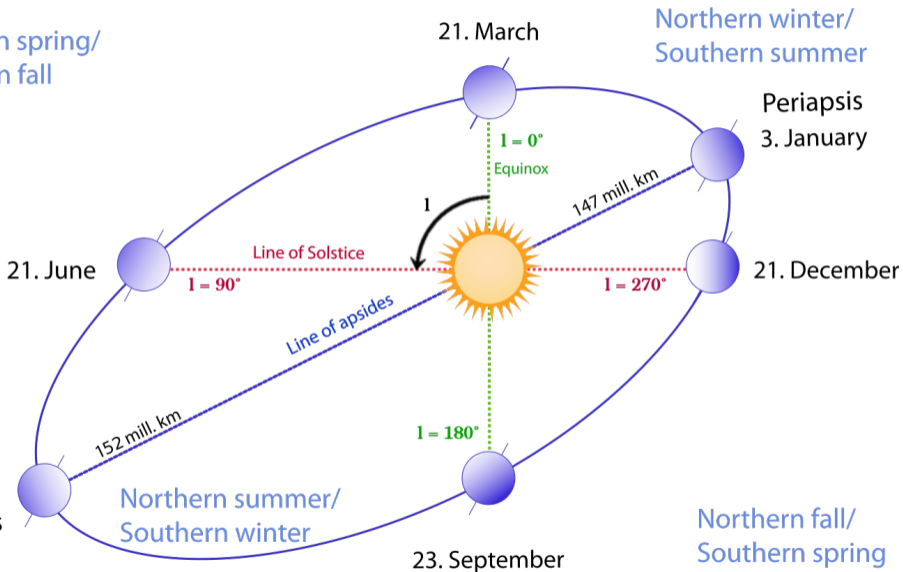 21. March
Northern winter/
Southern summer
spring/
fall
Periapsis
3. January
l = 0°
Equinox
147 mill. km
l
Line of Solstice
21. June
l = 90°
l = 270°
21. December
Line of apsides
152 mill. km
l = 180°
Northern summer/
Southern winter
Northern fall/
Southern spring
23. September